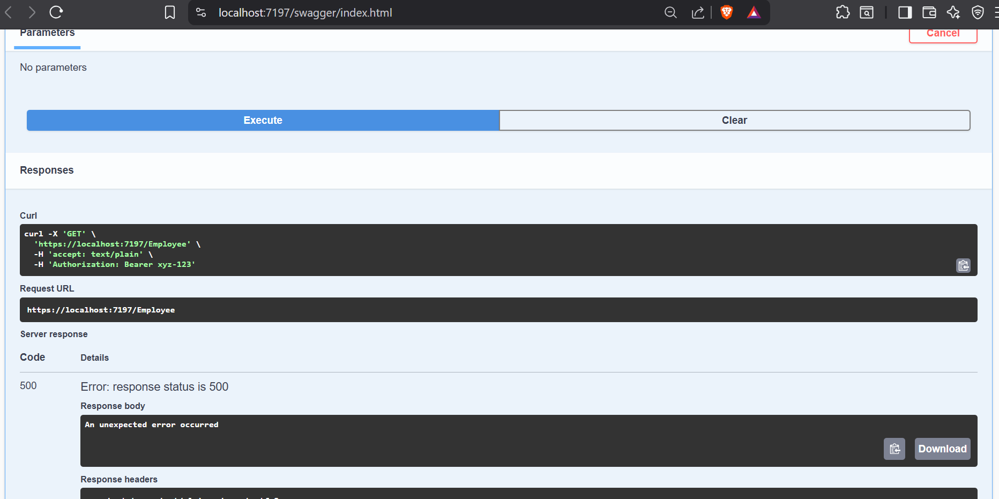 localhost:7197/swagger/index.html
Parameters
Cancel
No parameters
Execute
Clear
Responses
Curl
curl -X 'GET' \
'https://localhost:7197/Employee' \
-H 'accept: text/plain' \
-H 'Authorization: Bearer xyz-123'
Request URL
https://localhost:7197/Employee
Server response
Code
Details
500
Error: response status is 500
Response body
An unexpected error occurred
Download
Response headers